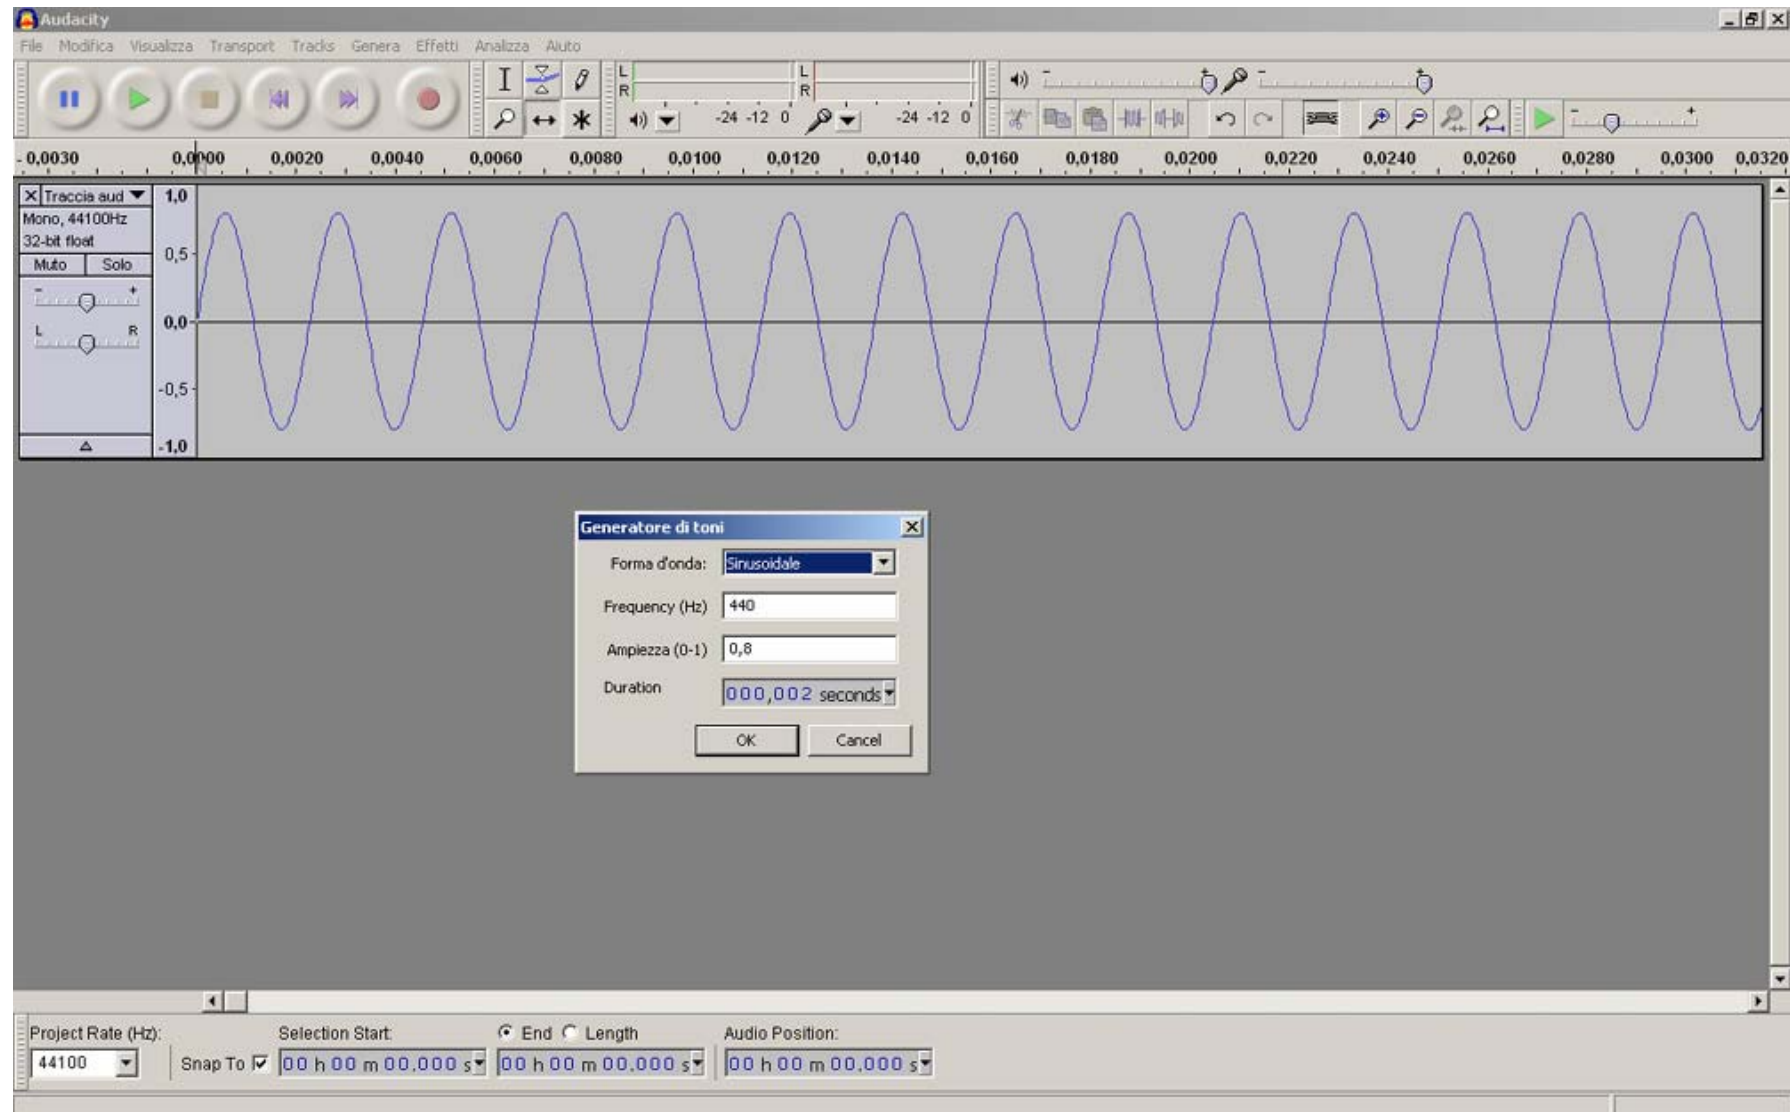 Audacity
File Modifica Visualizza Transport Tracks Genera Effetti Analizza Aiuto
L
R
L
R
-24 -12 0
-24 -12 0
- 0,0030 0,0000 0,0020 0,0040 0,0060 0,0080 0,0100 0,0120 0,0140 0,0160 0,0180 0,0200 0,0220 0,0240 0,0260 0,0280 0,0300 0,0320
Traccia aud
Mono, 44100Hz
32-bit float
Muto Solo
- +
L R
1,0
0,5
0,0
-0,5
-1,0
Generatore di toni
Forma d'onda: Sinusoidale
Frequency (Hz) 440
Ampiezza (0-1) 0,8
Duration 000,002 seconds
OK Cancel
Project Rate (Hz): Selection Start: End Length Audio Position:
44100 Snap To 00 h 00 m 00.000 s 00 h 00 m 00.000 s 00 h 00 m 00.000 s